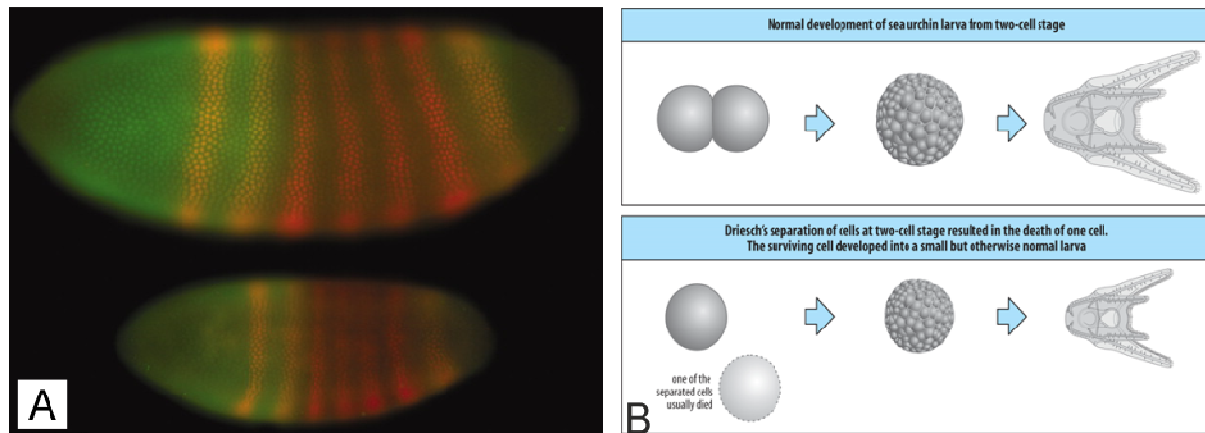 A
Normal development of sea urchin larva from two-cell stage
Driesch's separation of cells at two-cell stage resulted in the death of one cell.
The surviving cell developed into a small but otherwise normal larva
one of the
separated cells
usually died
B